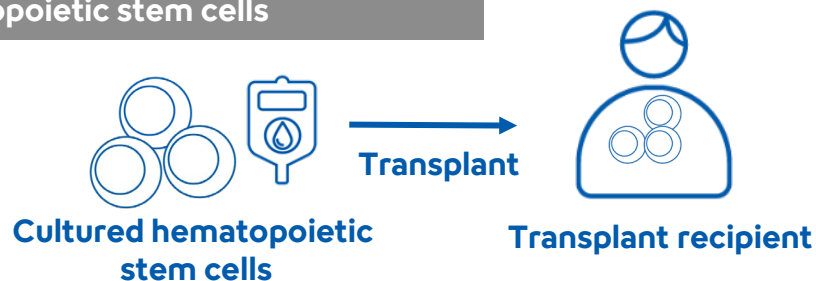 poietic stem cells
Transplant
Cultured hematopoietic
stem cells
Transplant recipient